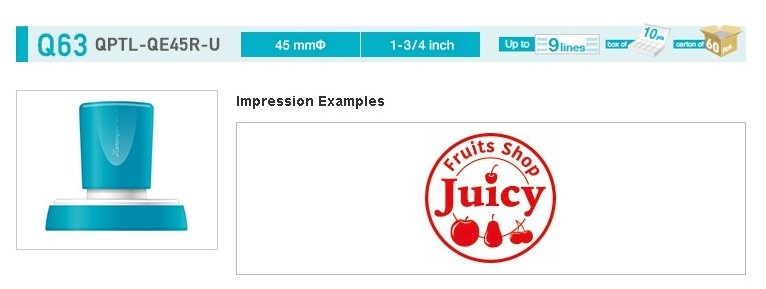 Q63 QPTL-QE45R-U 45 mmΦ 1-3/4 inch Up to 9 lines box of 10 pcs carton of 60 pcs
Impression Examples
Fruits Shop
Juicy